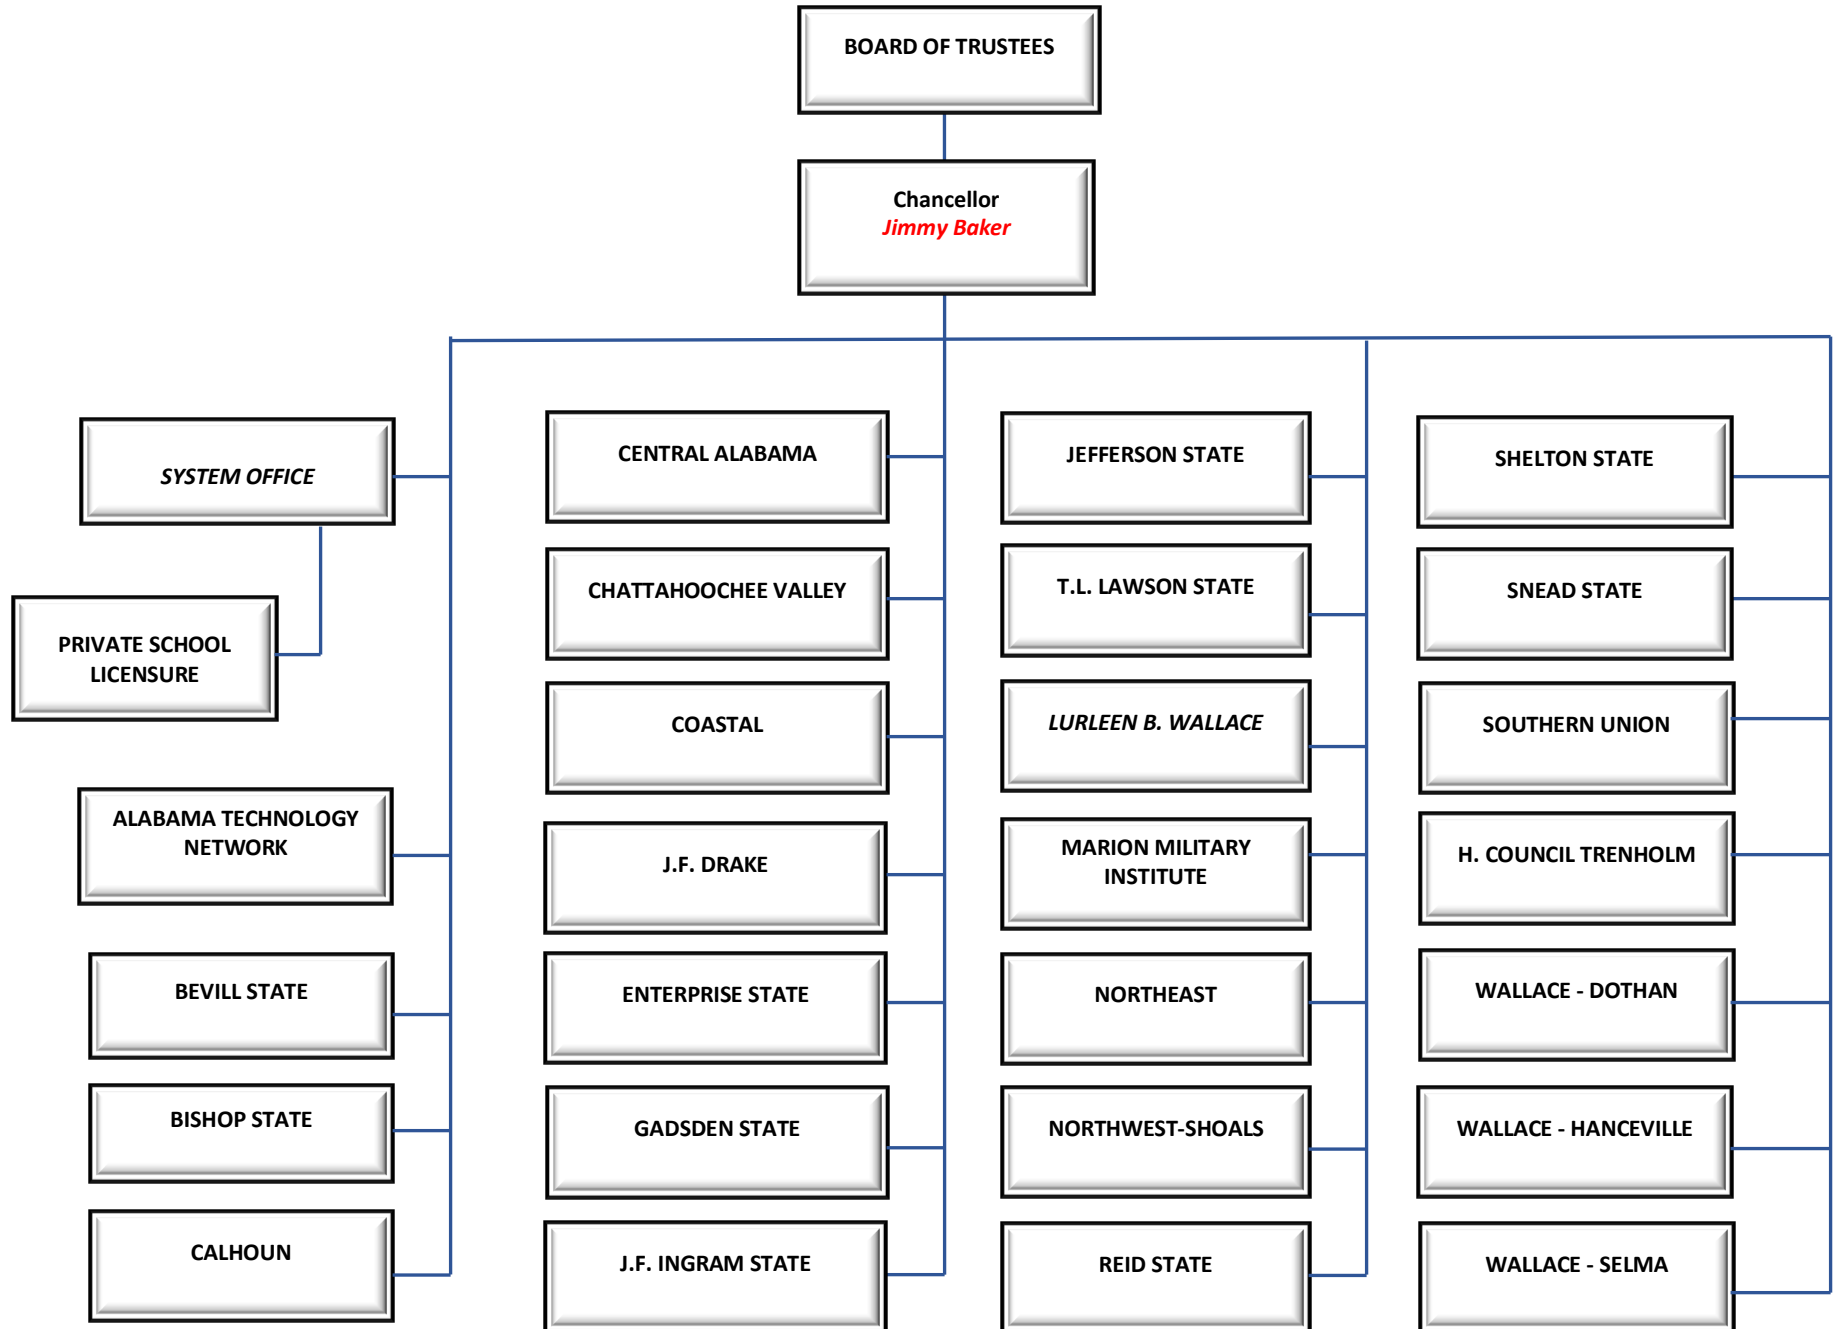 BOARD OF TRUSTEES
Chancellor
Jimmy Baker
SYSTEM OFFICE
PRIVATE SCHOOL
LICENSURE
ALABAMA TECHNOLOGY
NETWORK
BEVILL STATE
BISHOP STATE
CALHOUN
CENTRAL ALABAMA
CHATTAHOOCHEE VALLEY
COASTAL
J.F. DRAKE
ENTERPRISE STATE
GADSDEN STATE
J.F. INGRAM STATE
JEFFERSON STATE
T.L. LAWSON STATE
LURLEEN B. WALLACE
MARION MILITARY
INSTITUTE
NORTHEAST
NORTHWEST-SHOALS
REID STATE
SHELTON STATE
SNEAD STATE
SOUTHERN UNION
H. COUNCIL TRENHOLM
WALLACE - DOTHAN
WALLACE - HANCEVILLE
WALLACE - SELMA